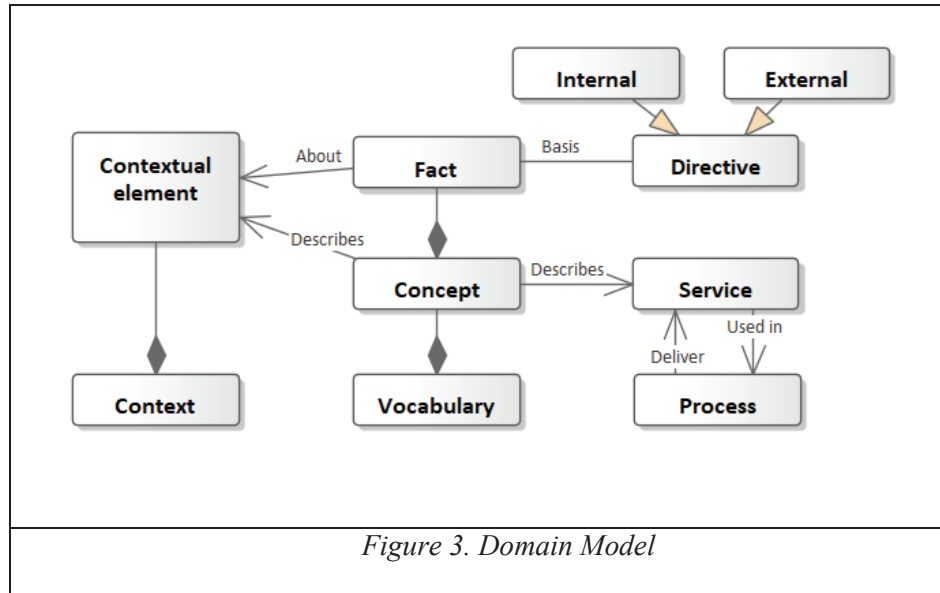 Internal
External
Contextual
element
About
Fact
Basis
Directive
Describes
Concept
Describes
Service
Used in
Deliver
Context
Vocabulary
Process
Figure 3. Domain Model